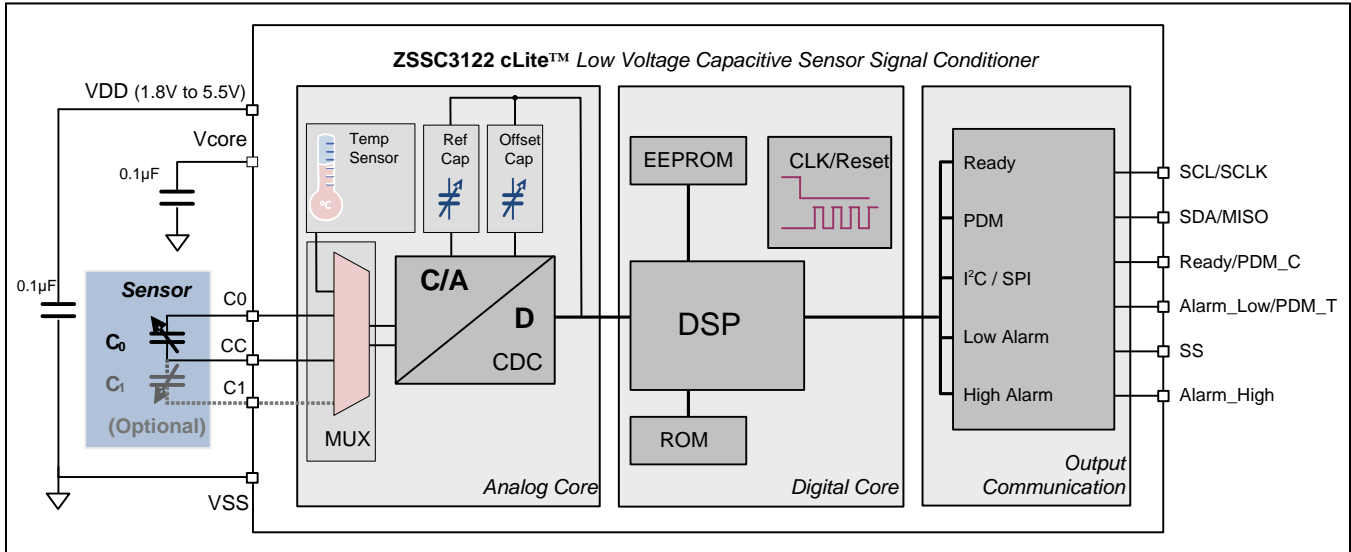 ZSSC3122 cLite™ Low Voltage Capacitive Sensor Signal Conditioner
VDD (1.8V to 5.5V)
Vcore
0.1µF
0.1µF
Sensor
C0
C1
(Optional)
C0
CC
C1
VSS
Temp
Sensor
ºC
Ref
Cap
Offset
Cap
MUX
C/A
D
CDC
Analog Core
EEPROM
CLK/Reset
DSP
ROM
Digital Core
Ready
PDM
I²C / SPI
Low Alarm
High Alarm
Output
Communication
SCL/SCLK
SDA/MISO
Ready/PDM_C
Alarm_Low/PDM_T
SS
Alarm_High